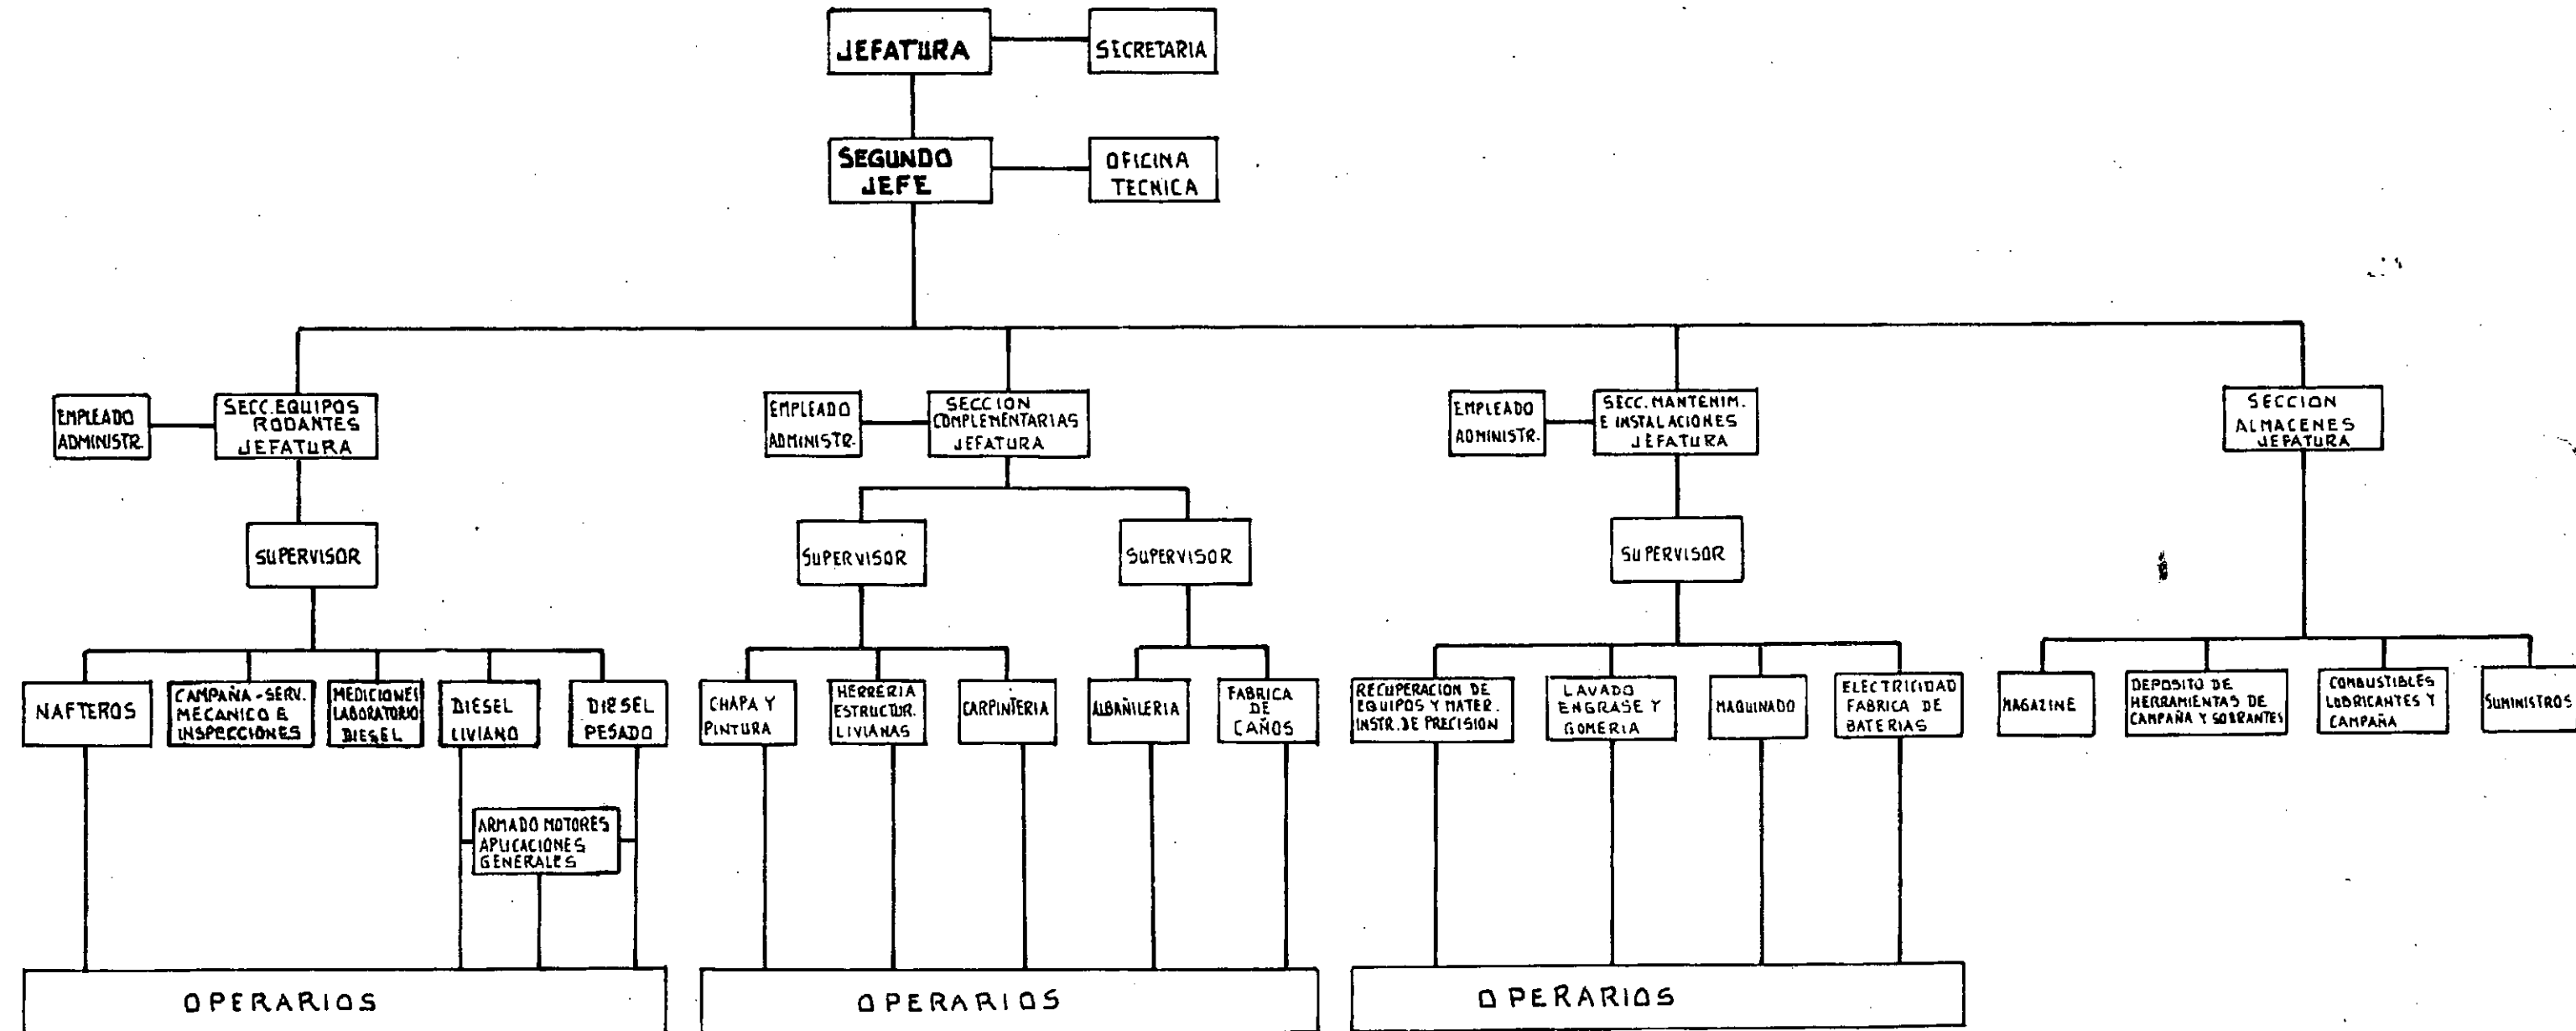 JEFATURA
SECRETARIA
SEGUNDO
JEFE
OFICINA
TECNICA
EMPLEADO
ADMINISTR.
SECC. EQUIPOS
RODANTES
JEFATURA
EMPLEADO
ADMINISTR.
SECCION
COMPLEMENTARIAS
JEFATURA
EMPLEADO
ADMINISTR.
SECC. MANTENIM.
E INSTALACIONES
JEFATURA
SECCION
ALMACENES
JEFATURA
SUPERVISOR
SUPERVISOR
SUPERVISOR
SUPERVISOR
NAFTEROS
CAMPAÑA - SERV.
MECANICO E
INSPECCIONES
MEDICIONES
LABORATORIO
DIESEL
DIESEL
LIVIANO
DIESEL
PESADO
CHAPA Y
PINTURA
HERRERIA
ESTRUCTUR.
LIVIANAS
CARPINTERIA
ALBAÑILERIA
FABRICA
DE
CAÑOS
RECUPERACION DE
EQUIPOS Y MATER.
INSTR. DE PRECISION
LAVADO
ENGRASE Y
GOMERIA
MAQUINADO
ELECTRICIDAD
FABRICA DE
BATERIAS
MAGAZINE
DEPOSITO DE
HERRAMIENTAS DE
CAMPAÑA Y SOBRANTES
COMBUSTIBLES
LUBRICANTES Y
CAMPAÑA
SUMINISTROS
ARMADO MOTORES
APLICACIONES
GENERALES
OPERARIOS
OPERARIOS
OPERARIOS